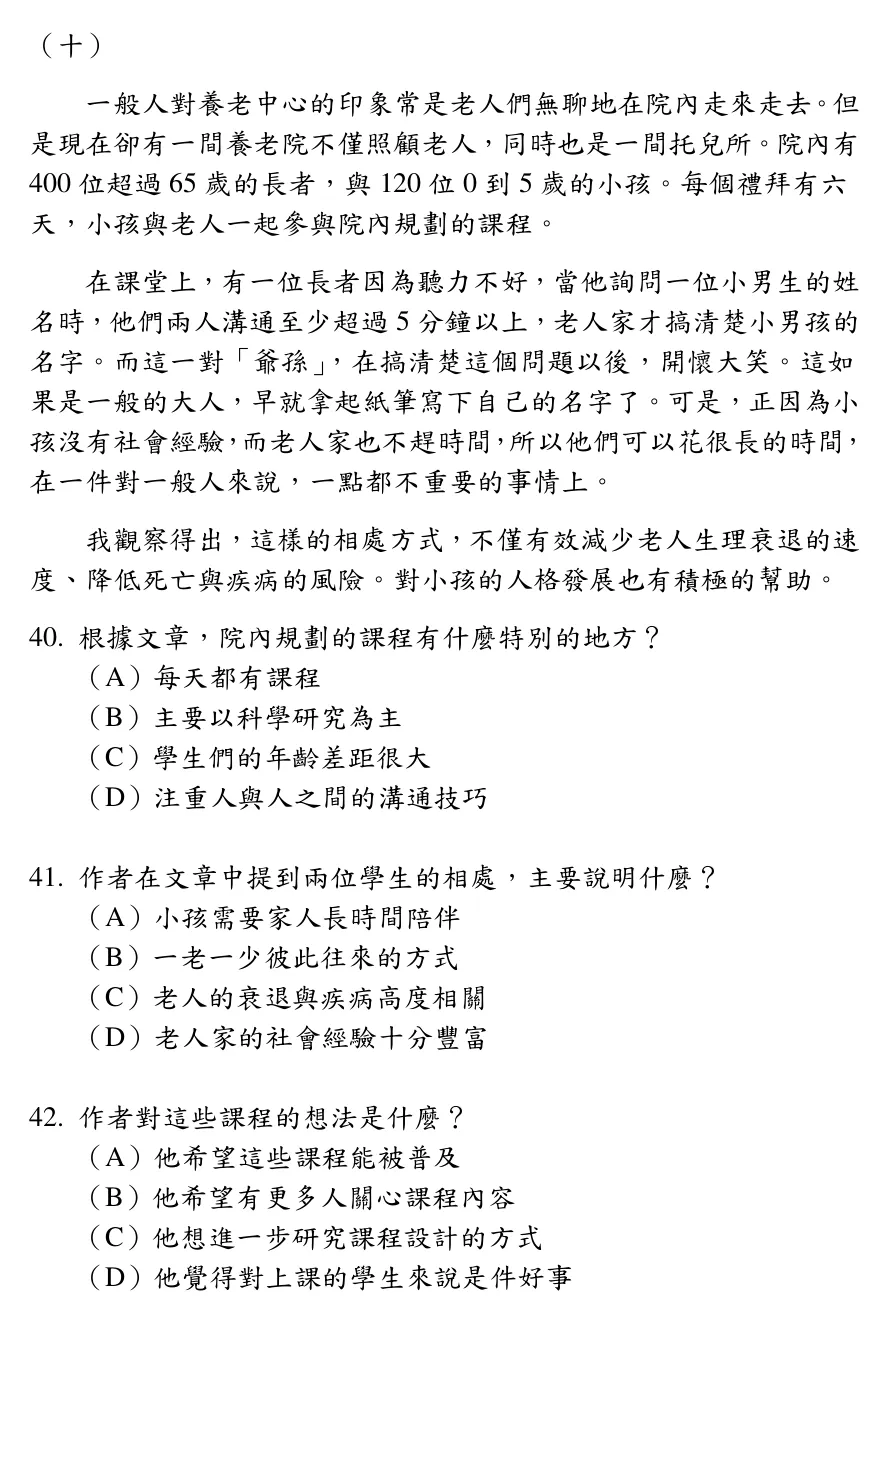 （十）
一般人對養老中心的印象常是老人們無聊地在院內走來走去。但
是現在卻有一間養老院不僅照顧老人，同時也是一間托兒所。院內有
400 位超過 65 歲的長者，與 120 位 0 到 5 歲的小孩。每個禮拜有六
天，小孩與老人一起參與院內規劃的課程。
在課堂上，有一位長者因為聽力不好，當他詢問一位小男生的姓
名時，他們兩人溝通至少超過 5 分鐘以上，老人家才搞清楚小男孩的
名字。而這一對「爺孫」，在搞清楚這個問題以後，開懷大笑。這如
果是一般的大人，早就拿起紙筆寫下自己的名字了。可是，正因為小
孩沒有社會經驗，而老人家也不趕時間，所以他們可以花很長的時間，
在一件對一般人來說，一點都不重要的事情上。
我觀察得出，這樣的相處方式，不僅有效減少老人生理衰退的速
度、降低死亡與疾病的風險。對小孩的人格發展也有積極的幫助。
40. 根據文章，院內規劃的課程有什麼特別的地方？
（A）每天都有課程
（B）主要以科學研究為主
（C）學生們的年齡差距很大
（D）注重人與人之間的溝通技巧
41. 作者在文章中提到兩位學生的相處，主要說明什麼？
（A）小孩需要家人長時間陪伴
（B）一老一少彼此往來的方式
（C）老人的衰退與疾病高度相關
（D）老人家的社會經驗十分豐富
42. 作者對這些課程的想法是什麼？
（A）他希望這些課程能被普及
（B）他希望有更多人關心課程內容
（C）他想進一步研究課程設計的方式
（D）他覺得對上課的學生來說是件好事